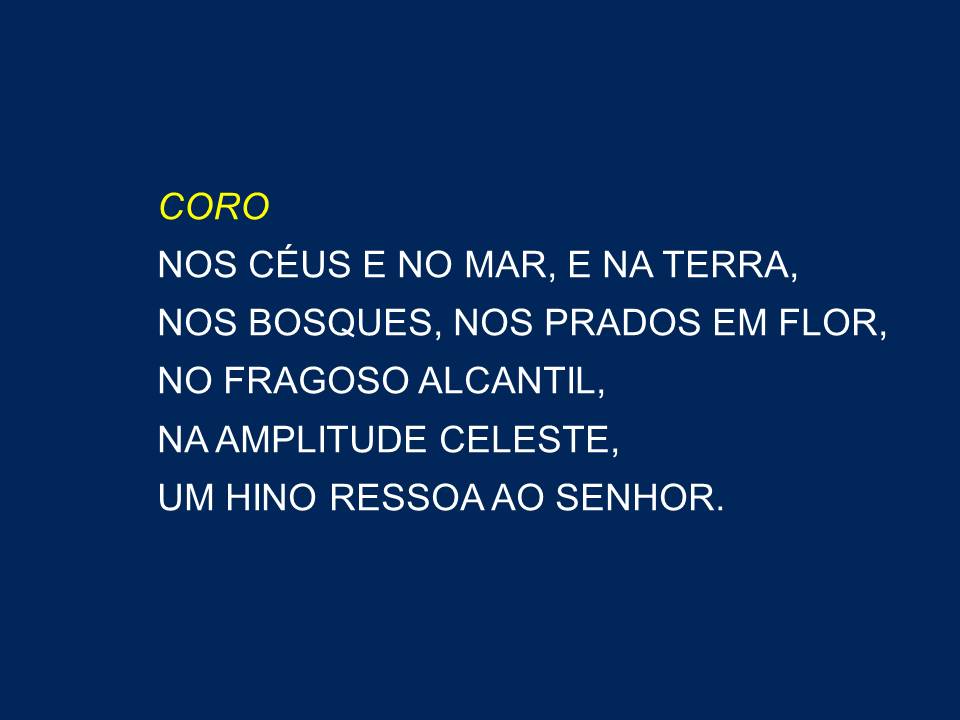 CORO
NOS CÉUS E NO MAR, E NA TERRA,
NOS BOSQUES, NOS PRADOS EM FLOR,
NO FRAGOSO ALCANTIL,
NA AMPLITUDE CELESTE,
UM HINO RESSOA AO SENHOR.